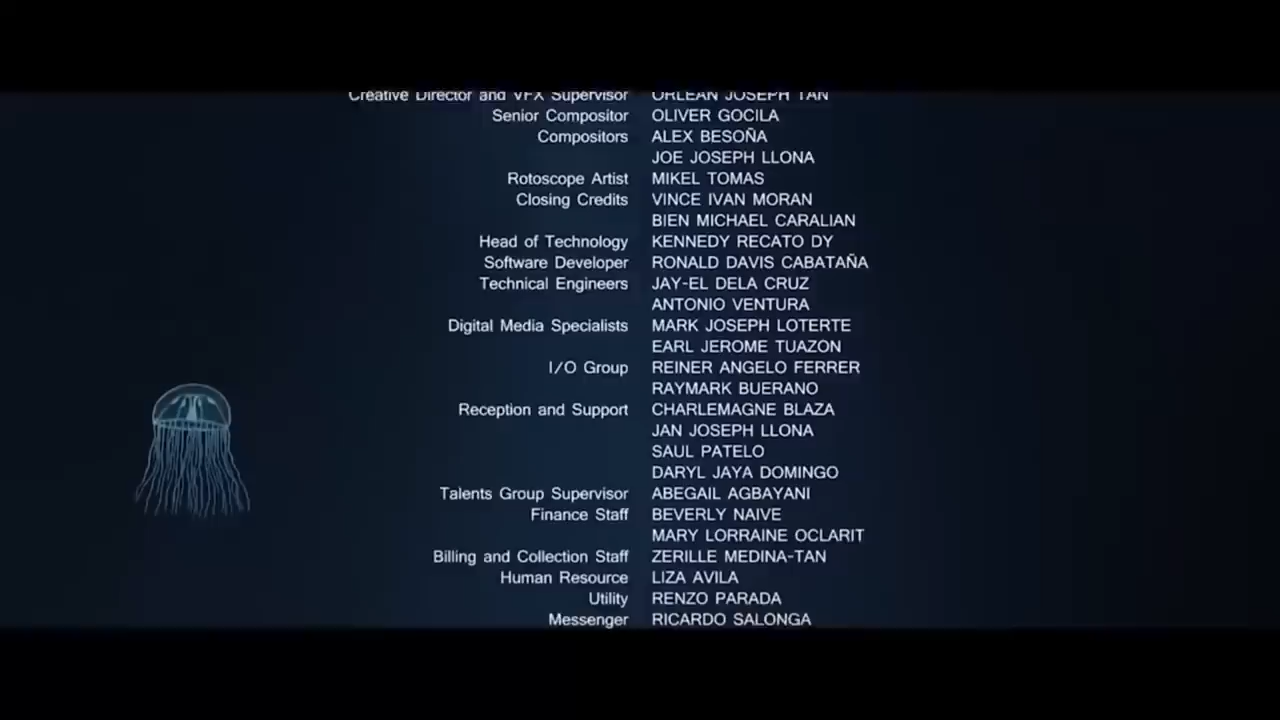 Creative Director and VFX Supervisor ORLEAN JOSEPH TAN
Senior Compositor OLIVER GOCILA
Compositors ALEX BESOÑA
JOE JOSEPH LLONA
Rotoscope Artist MIKEL TOMAS
Closing Credits VINCE IVAN MORAN
BIEN MICHAEL CARALIAN
Head of Technology KENNEDY RECATO DY
Software Developer RONALD DAVIS CABATAÑA
Technical Engineers JAY-EL DELA CRUZ
ANTONIO VENTURA
Digital Media Specialists MARK JOSEPH LOTERTE
EARL JEROME TUAZON
I/O Group REINER ANGELO FERRER
RAYMARK BUERANO
Reception and Support CHARLEMAGNE BLAZA
JAN JOSEPH LLONA
SAUL PATELO
DARYL JAYA DOMINGO
Talents Group Supervisor ABEGAIL AGBAYANI
Finance Staff BEVERLY NAIVE
MARY LORRAINE OCLARIT
Billing and Collection Staff ZERILLE MEDINA-TAN
Human Resource LIZA AVILA
Utility RENZO PARADA
Messenger RICARDO SALONGA